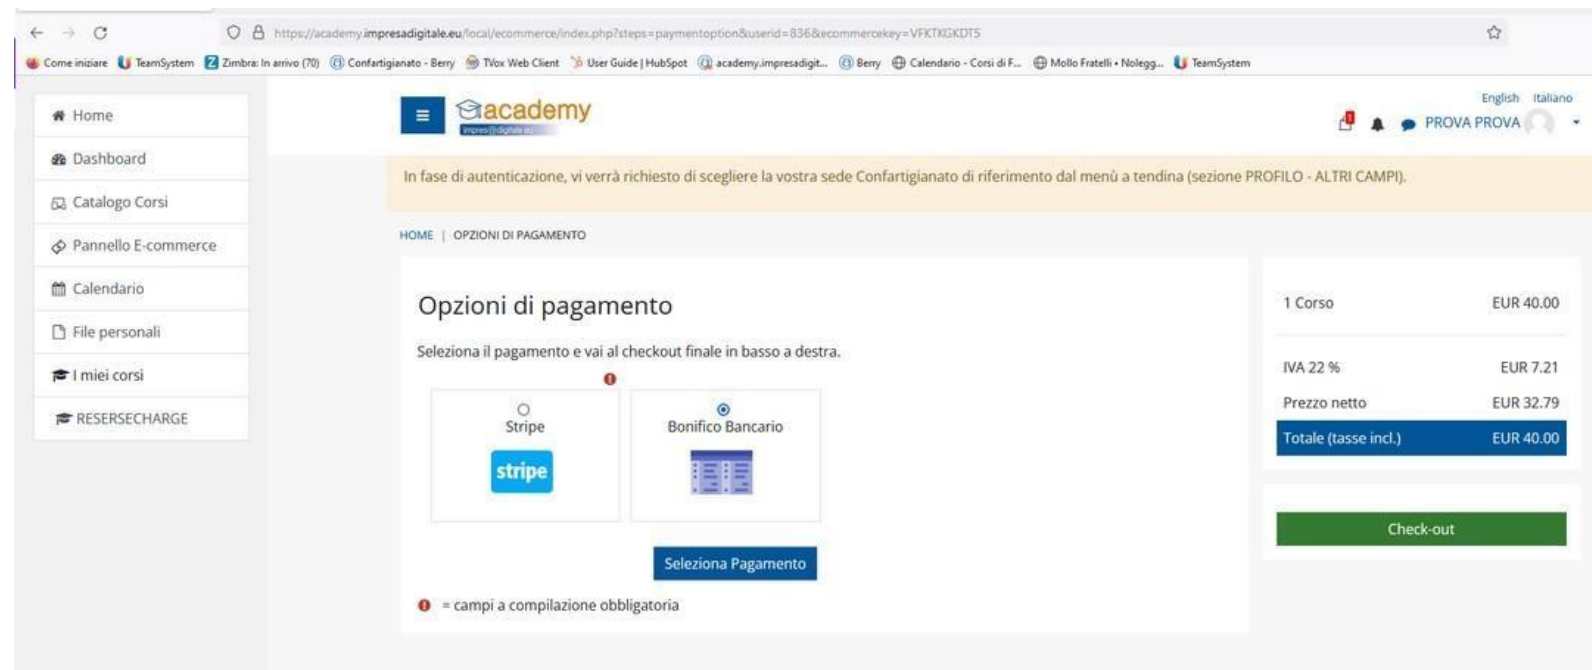 https://academy.impresadigitale.eu/local/ecommerce/index.php?steps=paymentoption&userid=836&ecommercekey=VFKTKGKDTS
Come iniziare TeamSystem Zimbra: In arrivo (70) Confartigianato - Berry TVox Web Client User Guide | HubSpot academy.impresadigit... Berry Calendario - Corsi di F... Mollo Fratelli • Nolegg... TeamSystem
Home
Dashboard
Catalogo Corsi
Pannello E-commerce
Calendario
File personali
I miei corsi
RESERSECHARGE
academy
impres@digitale.eu
English Italiano
PROVA PROVA
In fase di autenticazione, vi verrà richiesto di scegliere la vostra sede Confartigianato di riferimento dal menù a tendina (sezione PROFILO - ALTRI CAMPI).
HOME | OPZIONI DI PAGAMENTO
Opzioni di pagamento
Seleziona il pagamento e vai al checkout finale in basso a destra.
Stripe
stripe
Bonifico Bancario
Seleziona Pagamento
= campi a compilazione obbligatoria
1 Corso EUR 40.00
IVA 22 % EUR 7.21
Prezzo netto EUR 32.79
Totale (tasse incl.) EUR 40.00
Check-out